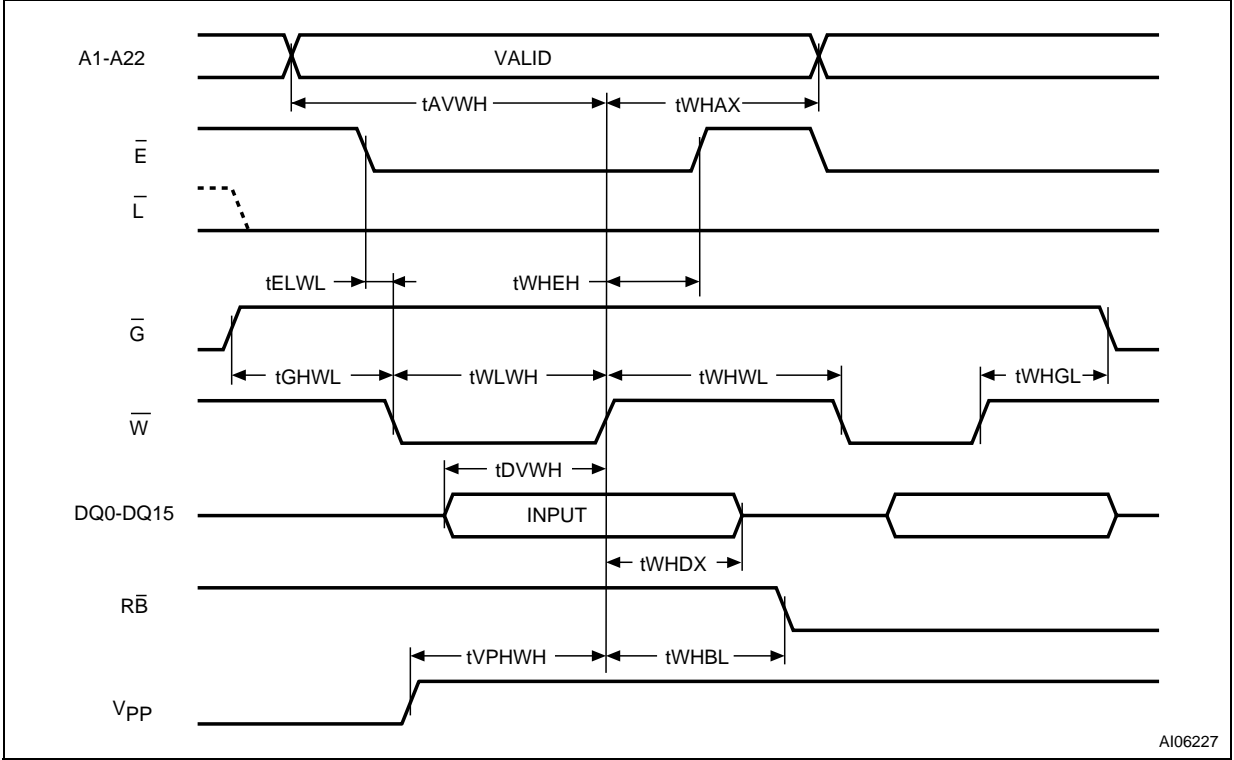 A1-A22
VALID
tAVWH
tWHAX
E̅
L̅
tELWL
tWHEH
G̅
tGHWL
tWLWH
tWHWL
tWHGL
W̅
tDVWH
DQ0-DQ15
INPUT
tWHDX
RB̅
tVPHWH
tWHBL
VPP
AI06227